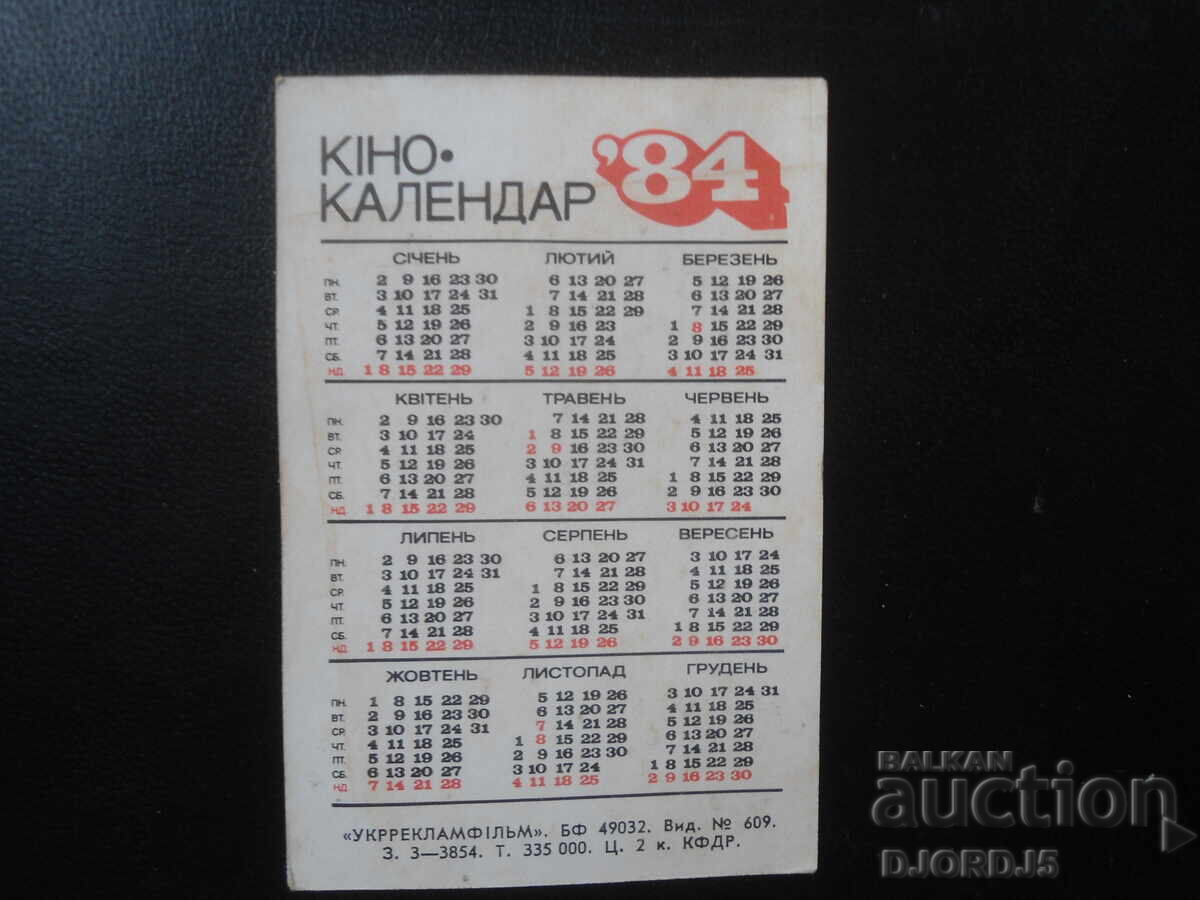 КІНО•
КАЛЕНДАР '84
СІЧЕНЬ ЛЮТИЙ БЕРЕЗЕНЬ
ПН. 2 9 16 23 30 6 13 20 27 5 12 19 26
ВТ. 3 10 17 24 31 7 14 21 28 6 13 20 27
СР. 4 11 18 25 1 8 15 22 29 7 14 21 28
ЧТ. 5 12 19 26 2 9 16 23 1 8 15 22 29
ПТ. 6 13 20 27 3 10 17 24 2 9 16 23 30
СБ. 7 14 21 28 4 11 18 25 3 10 17 24 31
НД. 1 8 15 22 29 5 12 19 26 4 11 18 25
КВІТЕНЬ ТРАВЕНЬ ЧЕРВЕНЬ
ПН. 2 9 16 23 30 7 14 21 28 4 11 18 25
ВТ. 3 10 17 24 1 8 15 22 29 5 12 19 26
СР. 4 11 18 25 2 9 16 23 30 6 13 20 27
ЧТ. 5 12 19 26 3 10 17 24 31 7 14 21 28
ПТ. 6 13 20 27 4 11 18 25 1 8 15 22 29
СБ. 7 14 21 28 5 12 19 26 2 9 16 23 30
НД. 1 8 15 22 29 6 13 20 27 3 10 17 24
ЛИПЕНЬ СЕРПЕНЬ ВЕРЕСЕНЬ
ПН. 2 9 16 23 30 6 13 20 27 3 10 17 24
ВТ. 3 10 17 24 31 7 14 21 28 4 11 18 25
СР. 4 11 18 25 1 8 15 22 29 5 12 19 26
ЧТ. 5 12 19 26 2 9 16 23 30 6 13 20 27
ПТ. 6 13 20 27 3 10 17 24 31 7 14 21 28
СБ. 7 14 21 28 4 11 18 25 1 8 15 22 29
НД. 1 8 15 22 29 5 12 19 26 2 9 16 23 30
ЖОВТЕНЬ ЛИСТОПАД ГРУДЕНЬ
ПН. 1 8 15 22 29 5 12 19 26 3 10 17 24 31
ВТ. 2 9 16 23 30 6 13 20 27 4 11 18 25
СР. 3 10 17 24 31 7 14 21 28 5 12 19 26
ЧТ. 4 11 18 25 1 8 15 22 29 6 13 20 27
ПТ. 5 12 19 26 2 9 16 23 30 7 14 21 28
СБ. 6 13 20 27 3 10 17 24 1 8 15 22 29
НД. 7 14 21 28 4 11 18 25 2 9 16 23 30
«УКРРЕКЛАМФІЛЬМ». БФ 49032. Вид. № 609.
З. 3—3854. Т. 335 000. Ц. 2 к. КФДР.
BALKAN
auction
DJORDJ5